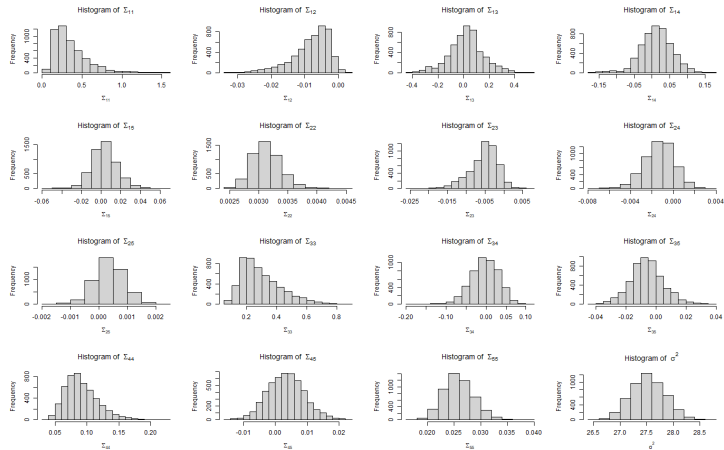 Histogram of Σ11
Histogram of Σ12
Histogram of Σ13
Histogram of Σ14
Frequency
0 400 1000
0.0 0.5 1.0 1.5
Σ11
Frequency
0 400 800
-0.03 -0.02 -0.01 0.00
Σ12
Frequency
0 400 800
-0.4 -0.2 0.0 0.2 0.4
Σ13
Frequency
0 400 800
-0.15 -0.05 0.05 0.15
Σ14
Histogram of Σ15
Histogram of Σ22
Histogram of Σ23
Histogram of Σ24
Frequency
0 500 1500
-0.06 -0.02 0.00 0.02 0.04 0.06
Σ15
Frequency
0 500 1500
0.0025 0.0030 0.0035 0.0040 0.0045
Σ22
Frequency
0 400 1000
-0.025 -0.015 -0.005 0.005
Σ23
Frequency
0 400 1000
-0.008 -0.004 0.000 0.004
Σ24
Histogram of Σ25
Histogram of Σ33
Histogram of Σ34
Histogram of Σ35
Frequency
0 1000
-0.002 -0.001 0.000 0.001 0.002
Σ25
Frequency
0 400 800
0.2 0.4 0.6 0.8
Σ33
Frequency
0 400 1000
-0.20 -0.10 0.00 0.05 0.10
Σ34
Frequency
0 400 800
-0.04 -0.02 0.00 0.02 0.04
Σ35
Histogram of Σ44
Histogram of Σ45
Histogram of Σ55
Histogram of σ2
Frequency
0 400 800
0.05 0.10 0.15 0.20
Σ44
Frequency
0 200 500
-0.01 0.00 0.01 0.02
Σ45
Frequency
0 400 1000
0.020 0.025 0.030 0.035 0.040
Σ55
Frequency
0 400 1000
26.5 27.0 27.5 28.0 28.5
σ2